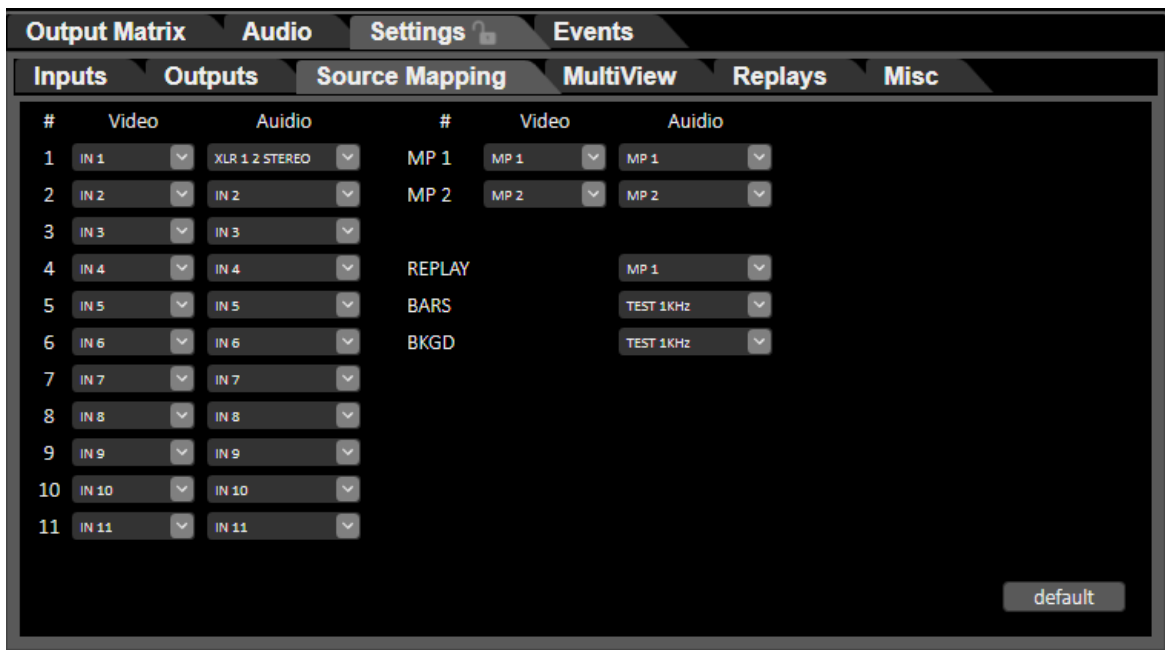 Output Matrix Audio Settings Events
Inputs Outputs Source Mapping MultiView Replays Misc
# Video Auidio # Video Auidio
1 IN 1 XLR 1 2 STEREO MP 1 MP 1 MP 1
2 IN 2 IN 2 MP 2 MP 2 MP 2
3 IN 3 IN 3
4 IN 4 IN 4 REPLAY MP 1
5 IN 5 IN 5 BARS TEST 1KHz
6 IN 6 IN 6 BKGD TEST 1KHz
7 IN 7 IN 7
8 IN 8 IN 8
9 IN 9 IN 9
10 IN 10 IN 10
11 IN 11 IN 11
default